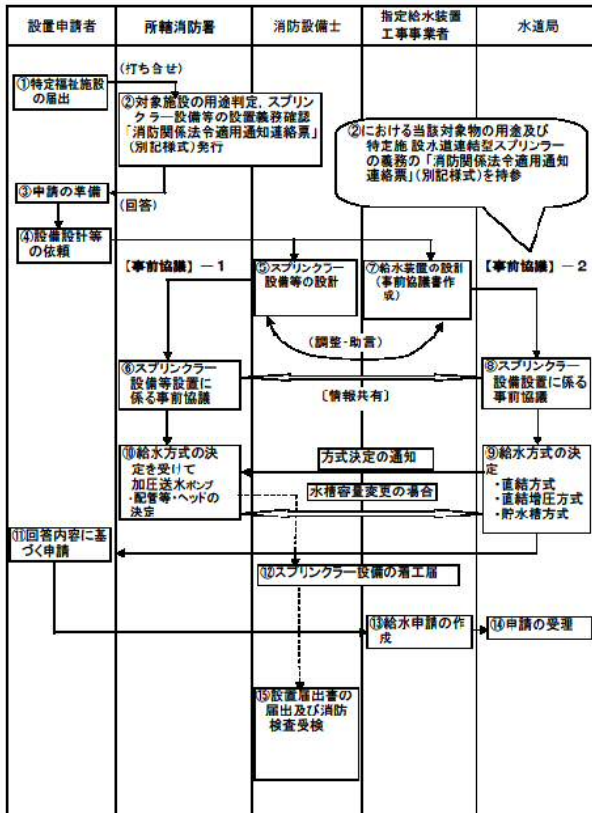 設置申請者
所轄消防署
消防設備士
指定給水装置
工事事業者
水道局
①特定福祉施設
の届出
(打ち合せ)
②対象施設の用途判定，スプリン
クラー設備等の設置義務確認
「消防関係法令適用通知連絡票」
(別記様式)発行
②における当該対象物の用途及び
特定施設水道連結型スプリンラー
の義務の「消防関係法令適用通知
連絡票」(別記様式)を持参
③申請の準備
(回答)
④設備設計等
の依頼
【事前協議】－1
⑤スプリンクラー
設備等の設計
⑦給水装置の設計
(事前協議書作
成)
【事前協議】－2
(調整・助言)
⑥スプリンクラー
設備等設置に
係る事前協議
〔情報共有〕
⑧スプリンクラー
設備設置に係る
事前協議
⑩給水方式の決
定を受けて
加圧送水ポンプ
・配管等・ヘッドの
決定
方式決定の通知
水槽容量変更の場合
⑨給水方式の決
定
・直結方式
・直結増圧方式
・貯水槽方式
⑪回答内容に基
づく申請
⑫スプリンクラー設備の着工届
⑬給水申請の作
成
⑭申請の受理
⑮設置届出書の
届出及び消防
検査受検